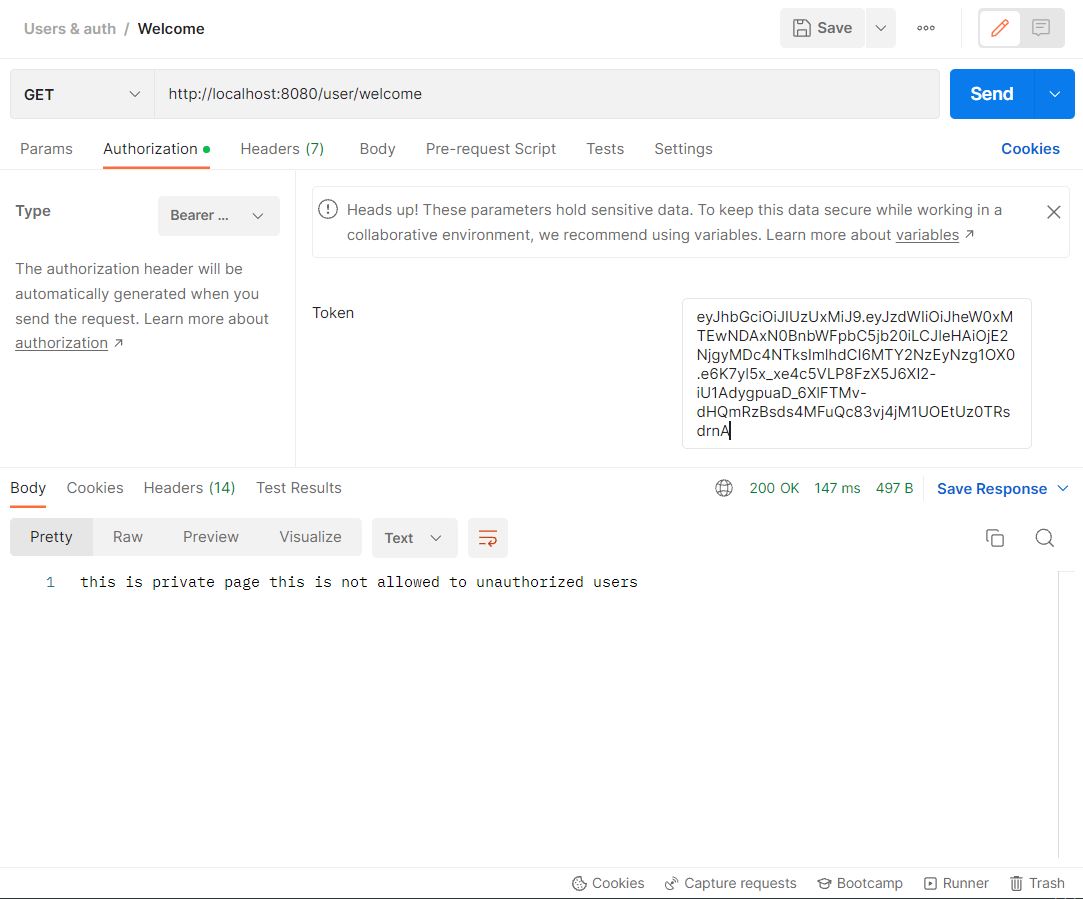 Users & auth / Welcome
Save
GET
http://localhost:8080/user/welcome
Send
Params Authorization Headers (7) Body Pre-request Script Tests Settings Cookies
Type
Bearer ...
Heads up! These parameters hold sensitive data. To keep this data secure while working in a
collaborative environment, we recommend using variables. Learn more about variables ↗
The authorization header will be
automatically generated when you
send the request. Learn more about
authorization ↗
Token
eyJhbGciOiJIUzUxMiJ9.eyJzdWIiOiJheW0xM
TEwNDAxN0BnbWFpbC5jb20iLCJleHAiOjE2
NjgyMDc4NTksImlhdCI6MTY2NzEyNzg1OX0
.e6K7yI5x_xe4c5VLP8FzX5J6XI2-
iU1AdygpuaD_6XlFTMv-
dHQmRzBsds4MFuQc83vj4jM1UOEtUz0TRs
drnA
Body Cookies Headers (14) Test Results
200 OK 147 ms 497 B Save Response
Pretty Raw Preview Visualize Text
1 this is private page this is not allowed to unauthorized users
Cookies Capture requests Bootcamp Runner Trash